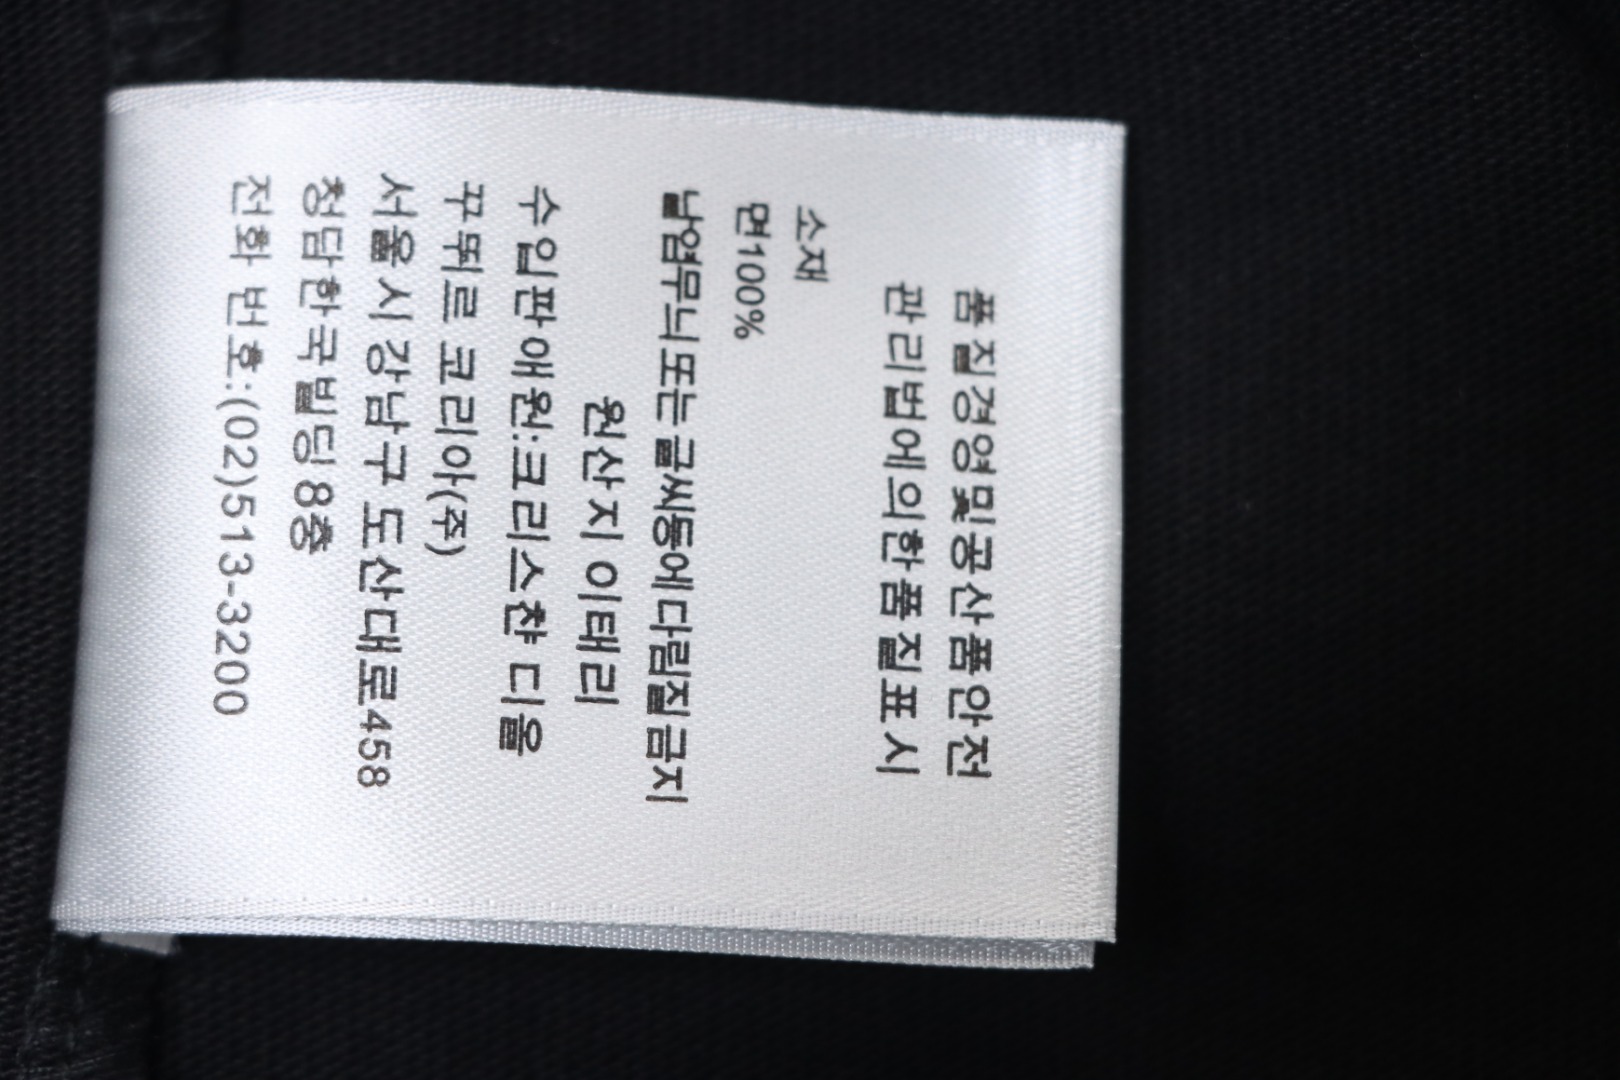 품질경영및공산품안전
관리법에의한품질표시
소재
면100%
날염무늬또는글씨등에다림질금지
원산지 이태리
수입판애원:크리스챤 디올
꾸뛰르 코리아(주)
서울시 강남구 도산대로458
청담한국빌딩8층
전화 번호:(02)513-3200